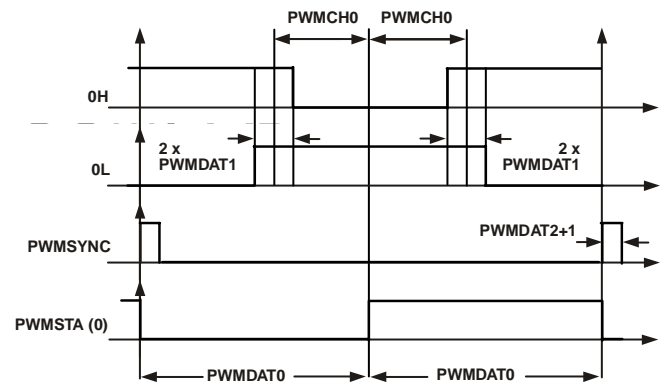 PWMCH0 PWMCH0
0H
2 x 2 x
PWMDAT1 PWMDAT1
0L
PWMDAT2+1
PWMSYNC
PWMSTA (0)
PWMDAT0 PWMDAT0